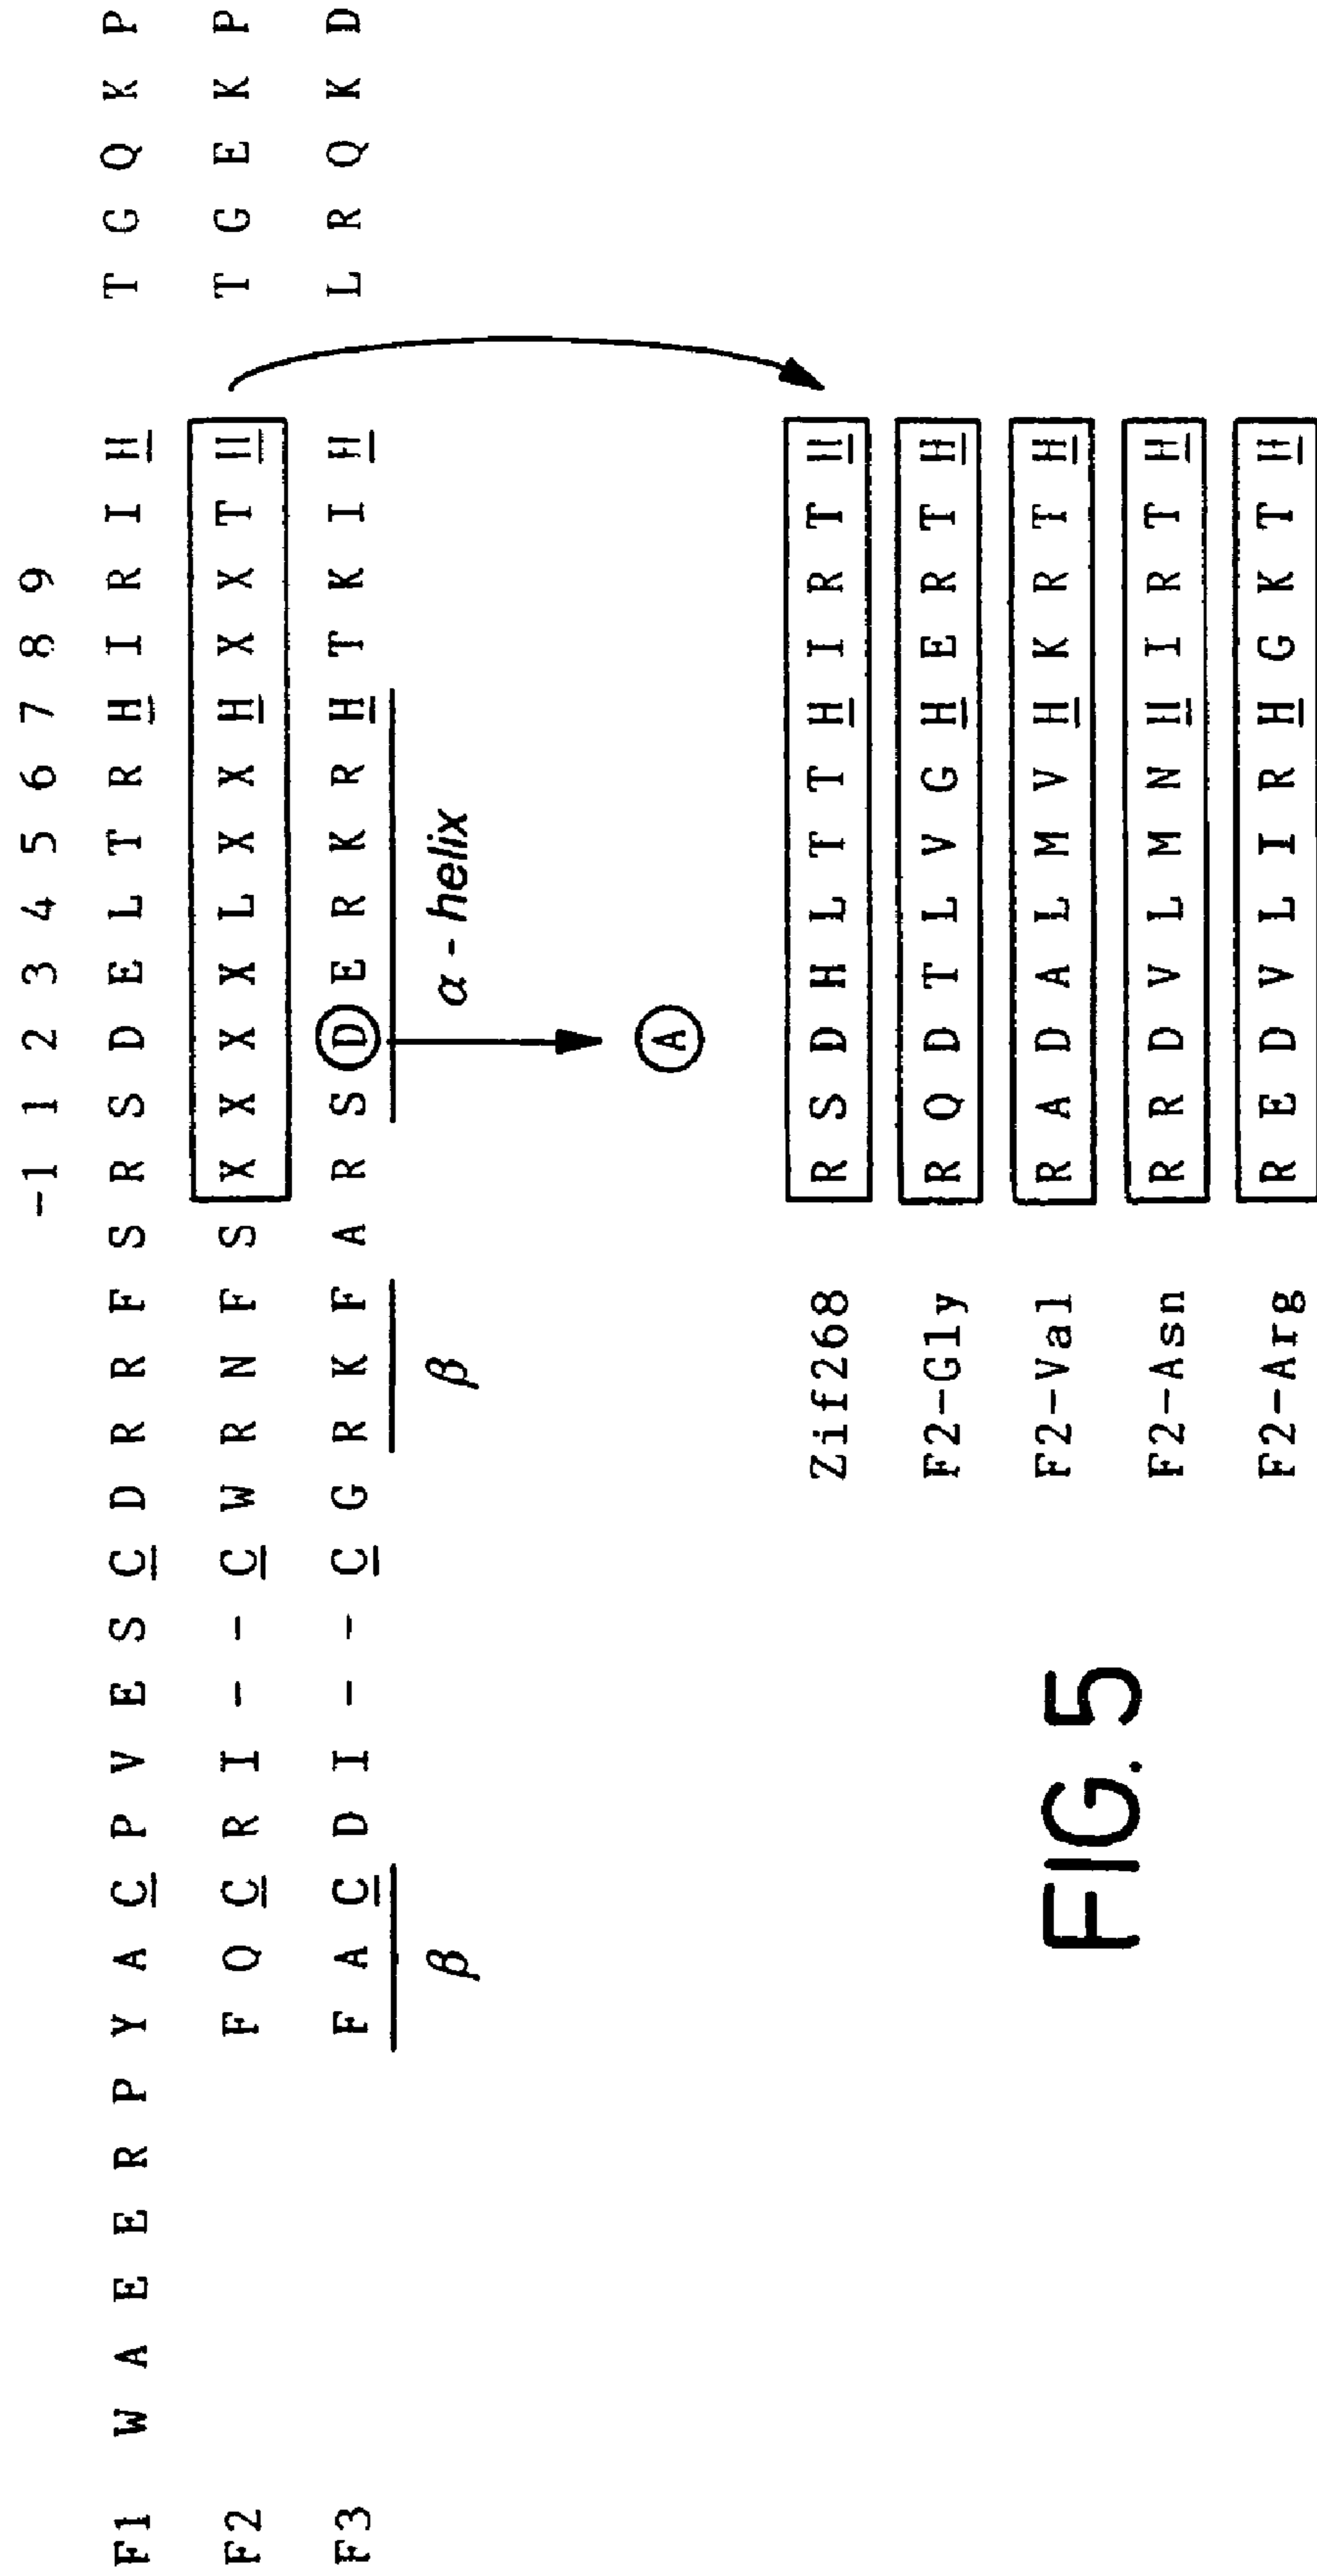 -1 1 2 3 4 5 6 7 8 9
F1 W A E E R P Y A C P V E S C D R R F S R S D E L T R H I R I H T G Q K P
F2 F Q C R I - - C W R N F S X X X X L X X H X X T H T G E K P
F3 F A C D I - - C G R K F A R S D E R K R H T K I H L R Q K D
β β α - helix
A
Zif268 R S D H L T T H I R T H
F2-Gly R Q D T L V G H E R T H
F2-Val R A D A L M V H K R T H
F2-Asn R R D V L M N H I R T H
F2-Arg R E D V L I R H G K T H
FIG. 5